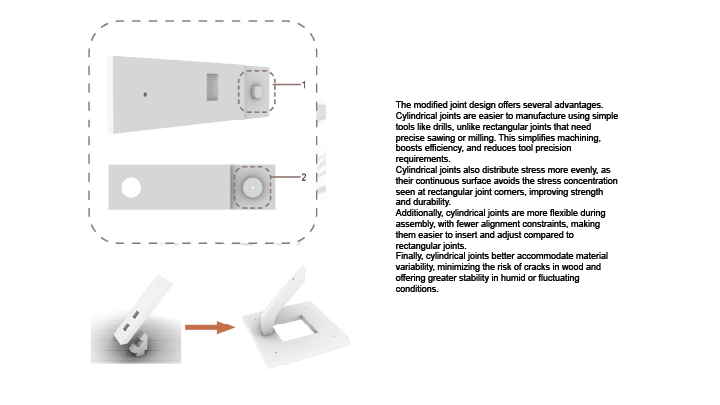 1
2
The modified joint design offers several advantages.
Cylindrical joints are easier to manufacture using simple
tools like drills, unlike rectangular joints that need
precise sawing or milling. This simplifies machining,
boosts efficiency, and reduces tool precision
requirements.
Cylindrical joints also distribute stress more evenly, as
their continuous surface avoids the stress concentration
seen at rectangular joint corners, improving strength
and durability.
Additionally, cylindrical joints are more flexible during
assembly, with fewer alignment constraints, making
them easier to insert and adjust compared to
rectangular joints.
Finally, cylindrical joints better accommodate material
variability, minimizing the risk of cracks in wood and
offering greater stability in humid or fluctuating
conditions.